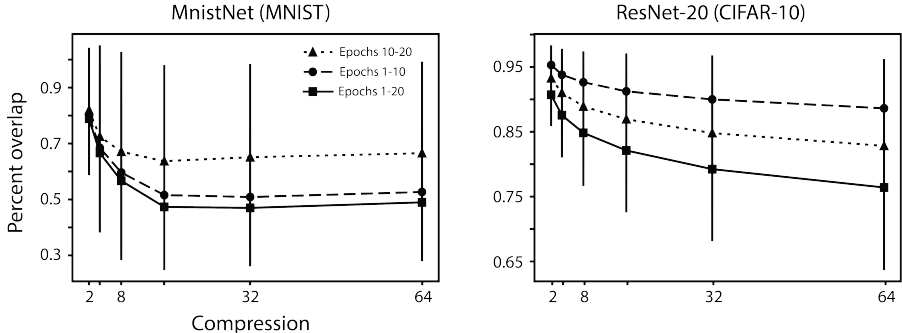 MnistNet (MNIST)
ResNet-20 (CIFAR-10)
Percent overlap
0.9
0.7
0.5
0.3
Epochs 10-20
Epochs 1-10
Epochs 1-20
2
8
32
64
Compression
0.95
0.85
0.75
0.65
2
8
32
64